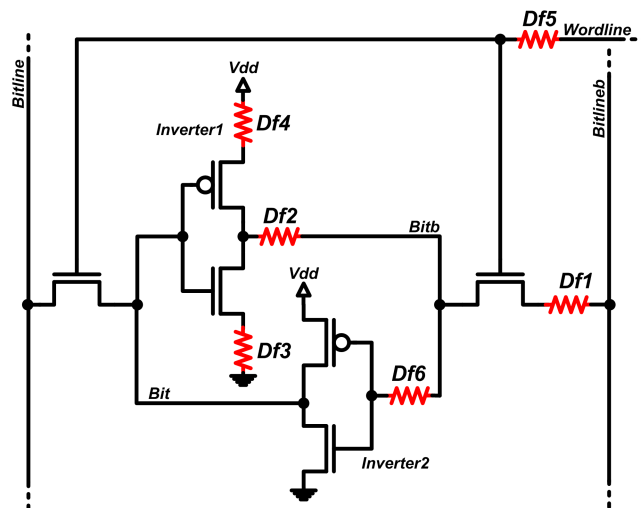 Df5
Wordline
Bitline
Vdd
Bitlineb
Inverter1
Df4
Df2
Bitb
Vdd
Df1
Df3
Df6
Bit
Inverter2